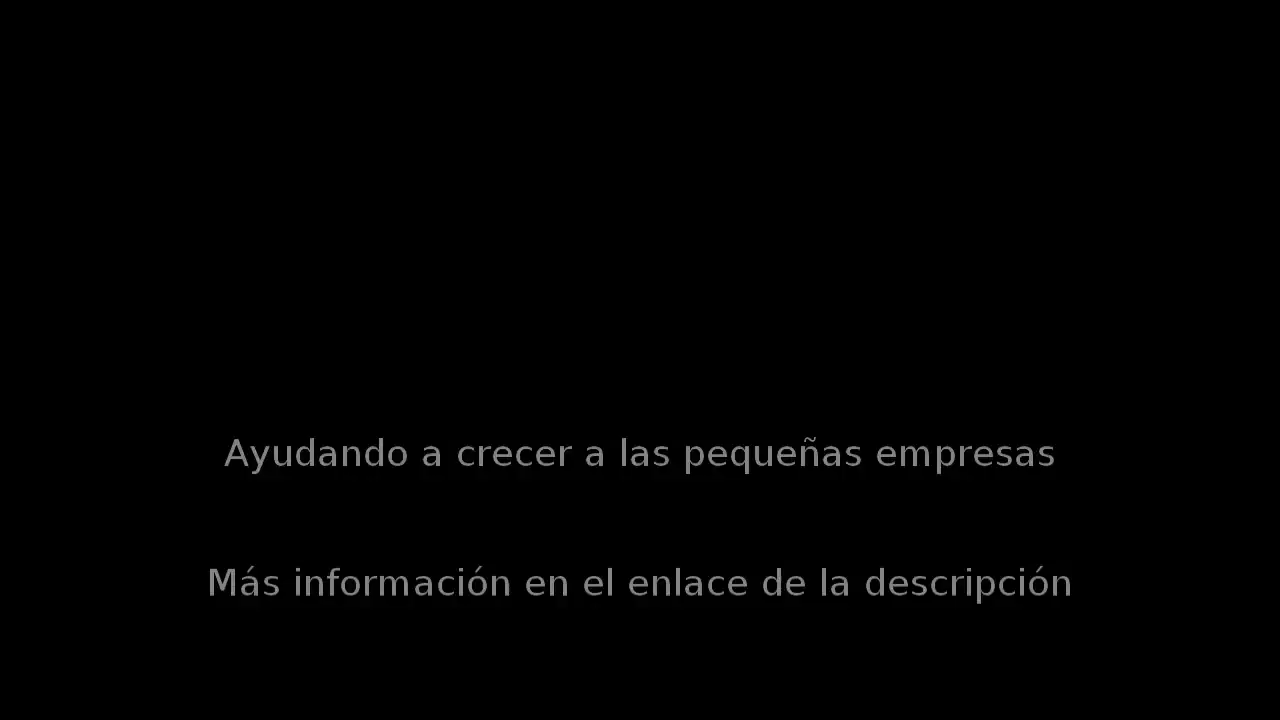 Ayudando a crecer a las pequeñas empresas
Más información en el enlace de la descripción